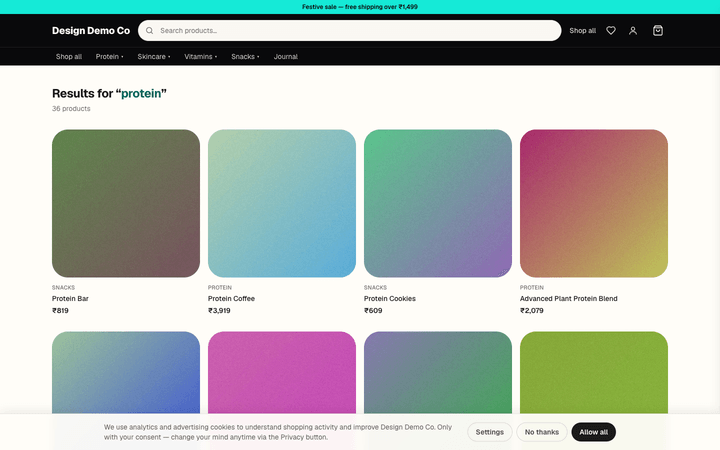 Festive sale — free shipping over ₹1,499
Design Demo Co
Search products...
Shop all
Shop all
Protein
Skincare
Vitamins
Snacks
Journal
Results for “protein”
36 products
SNACKS
Protein Bar
₹819
PROTEIN
Protein Coffee
₹3,919
SNACKS
Protein Cookies
₹609
PROTEIN
Advanced Plant Protein Blend
₹2,079
We use analytics and advertising cookies to understand shopping activity and improve Design Demo Co. Only
with your consent — change your mind anytime via the Privacy button.
Settings
No thanks
Allow all